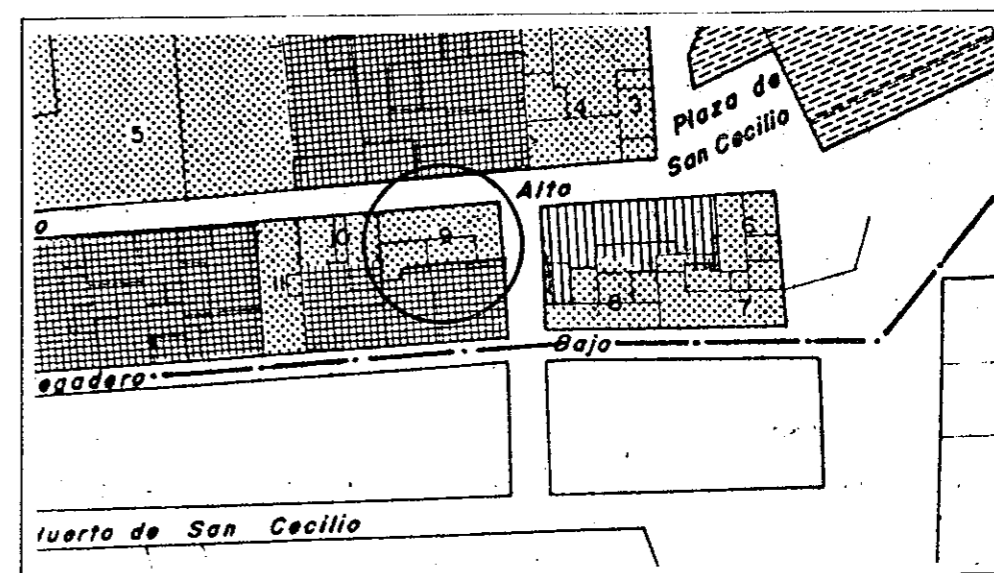 5
4
3
Plaza de
San Cecilio
Alto
o
10
9
6
11
8
7
Bajo
egadero
Huerto de San Cecilio